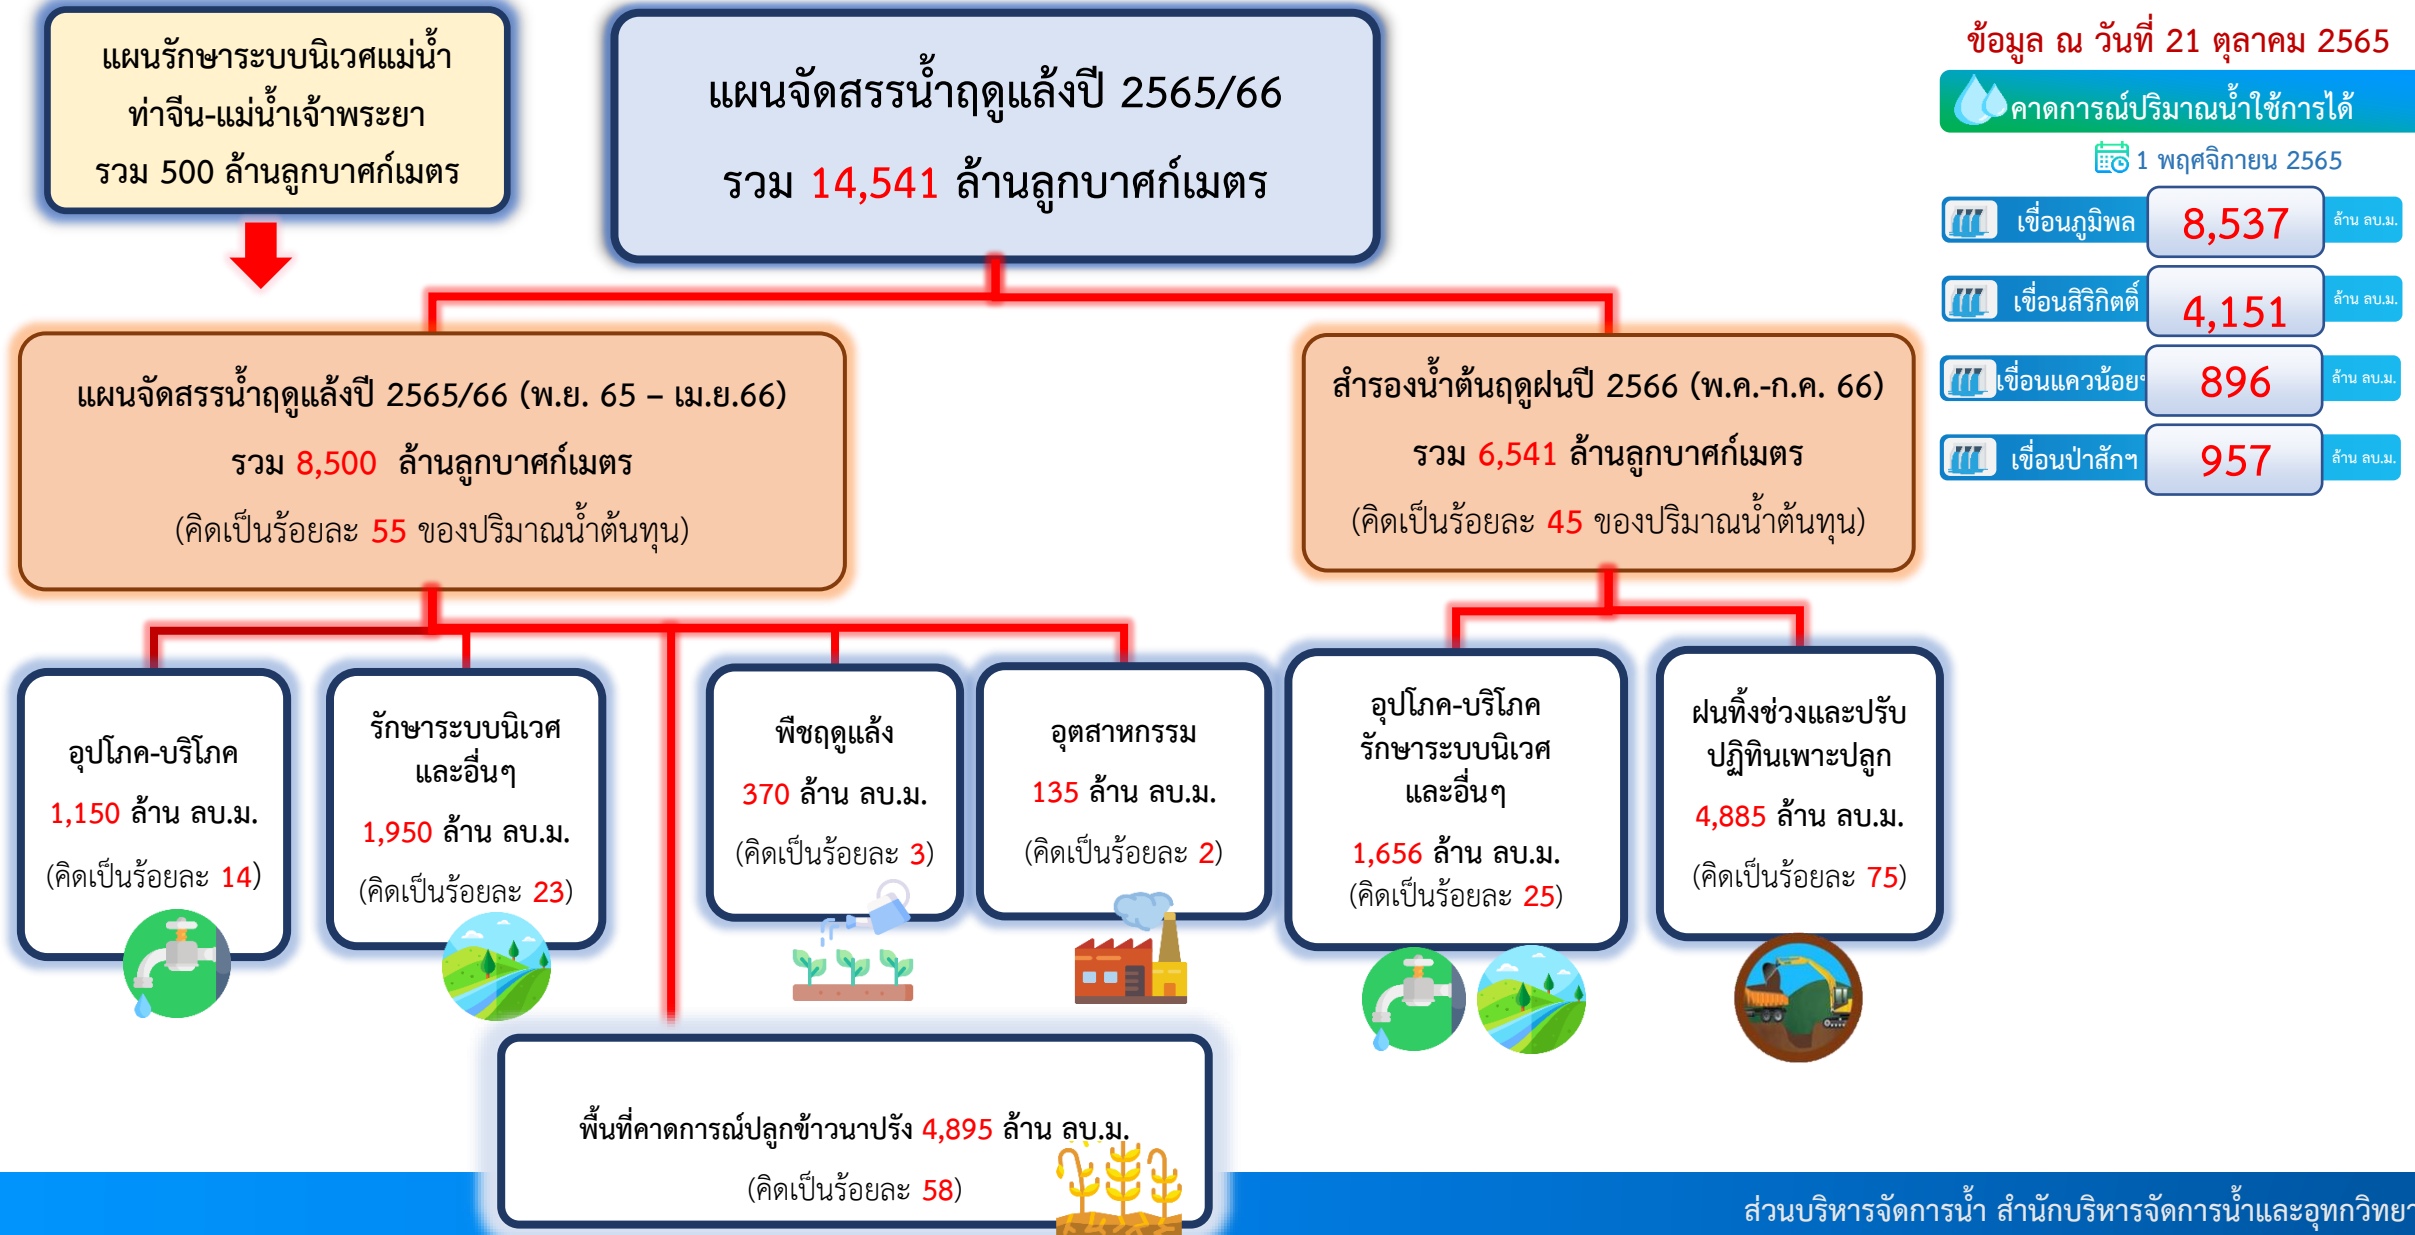 แผนรักษาระบบนิเวศแม่น้ำ
ท่าจีน-แม่น้ำเจ้าพระยา
รวม 500 ล้านลูกบาศก์เมตร
แผนจัดสรรน้ำฤดูแล้งปี 2565/66
รวม 14,541 ล้านลูกบาศก์เมตร
ข้อมูล ณ วันที่ 21 ตุลาคม 2565
คาดการณ์ปริมาณน้ำใช้การได้
1 พฤศจิกายน 2565
เขื่อนภูมิพล 8,537 ล้าน ลบ.ม.
เขื่อนสิริกิตติ์ 4,151 ล้าน ลบ.ม.
เขื่อนแควน้อยฯ 896 ล้าน ลบ.ม.
เขื่อนป่าสักฯ 957 ล้าน ลบ.ม.
แผนจัดสรรน้ำฤดูแล้งปี 2565/66 (พ.ย. 65 – เม.ย.66)
รวม 8,500 ล้านลูกบาศก์เมตร
(คิดเป็นร้อยละ 55 ของปริมาณน้ำต้นทุน)
สำรองน้ำต้นฤดูฝนปี 2566 (พ.ค.-ก.ค. 66)
รวม 6,541 ล้านลูกบาศก์เมตร
(คิดเป็นร้อยละ 45 ของปริมาณน้ำต้นทุน)
อุปโภค-บริโภค
1,150 ล้าน ลบ.ม.
(คิดเป็นร้อยละ 14)
รักษาระบบนิเวศ
และอื่นๆ
1,950 ล้าน ลบ.ม.
(คิดเป็นร้อยละ 23)
พืชฤดูแล้ง
370 ล้าน ลบ.ม.
(คิดเป็นร้อยละ 3)
อุตสาหกรรม
135 ล้าน ลบ.ม.
(คิดเป็นร้อยละ 2)
อุปโภค-บริโภค
รักษาระบบนิเวศ
และอื่นๆ
1,656 ล้าน ลบ.ม.
(คิดเป็นร้อยละ 25)
ฝนทิ้งช่วงและปรับ
ปฏิทินเพาะปลูก
4,885 ล้าน ลบ.ม.
(คิดเป็นร้อยละ 75)
พื้นที่คาดการณ์ปลูกข้าวนาปรัง 4,895 ล้าน ลบ.ม.
(คิดเป็นร้อยละ 58)
ส่วนบริหารจัดการน้ำ สำนักบริหารจัดการน้ำและอุทกวิทยา